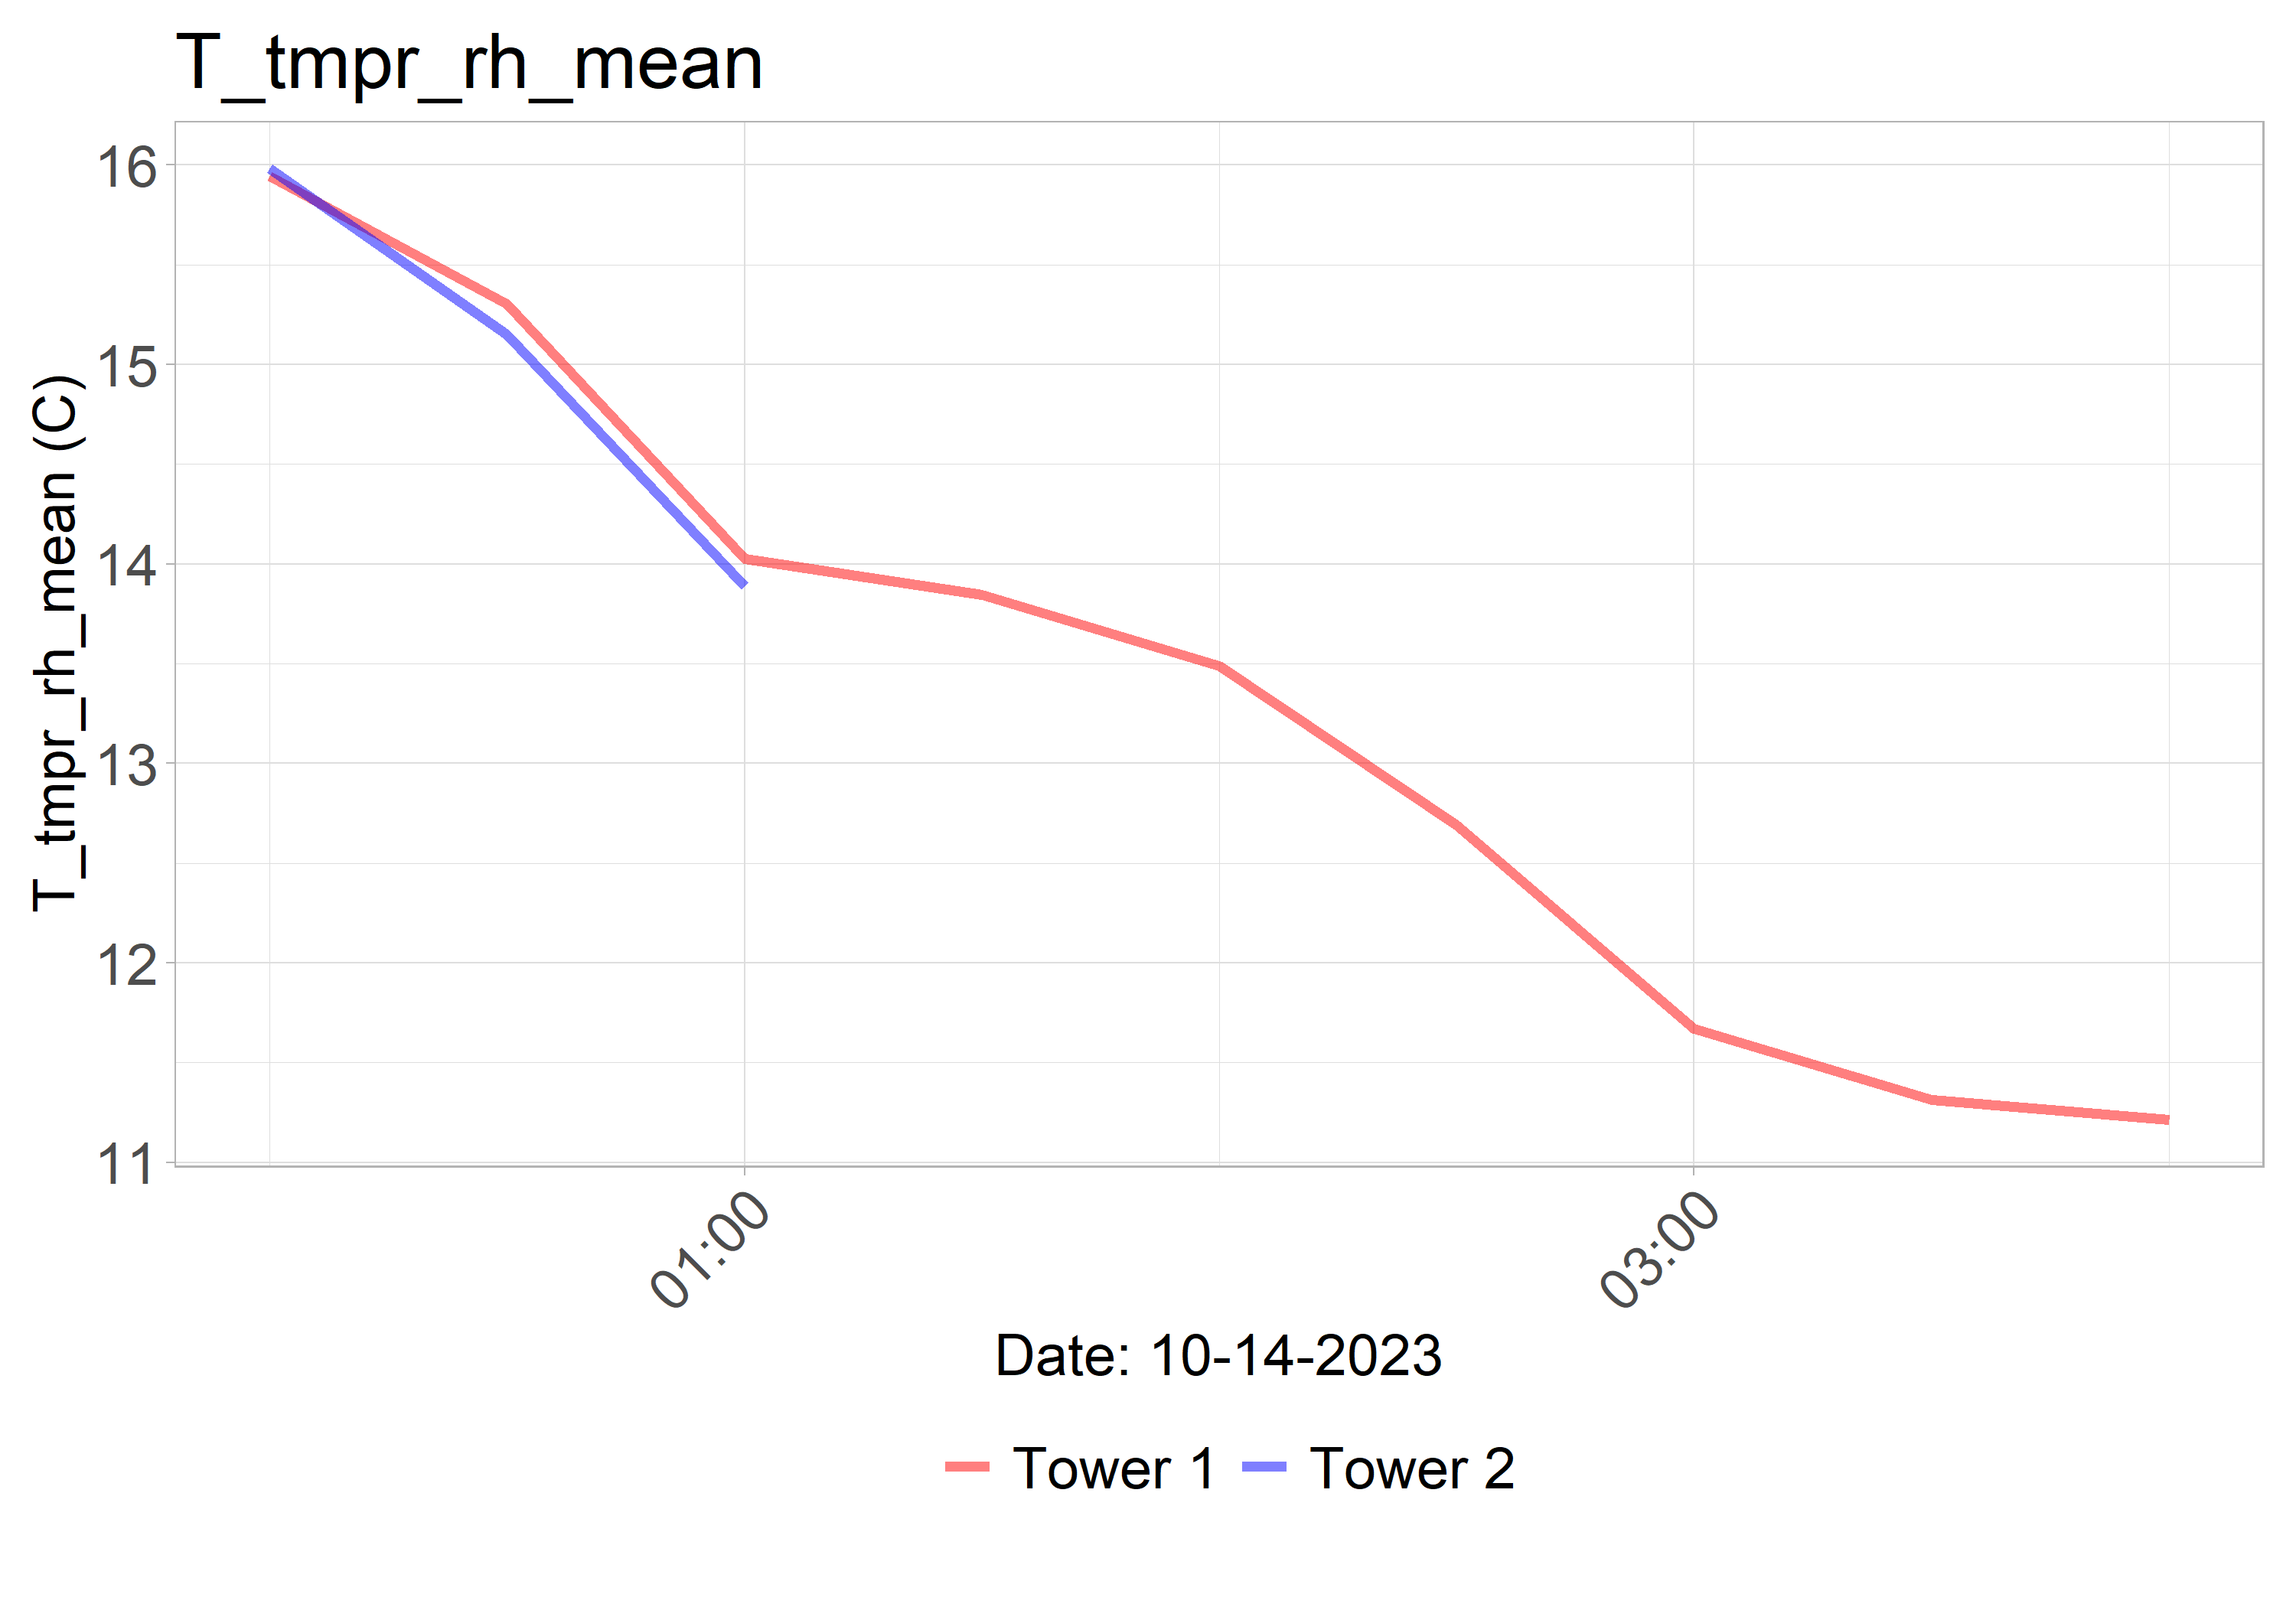 T_tmpr_rh_mean
T_tmpr_rh_mean (C)
16
15
14
13
12
11
01:00
03:00
Date: 10-14-2023
Tower 1
Tower 2